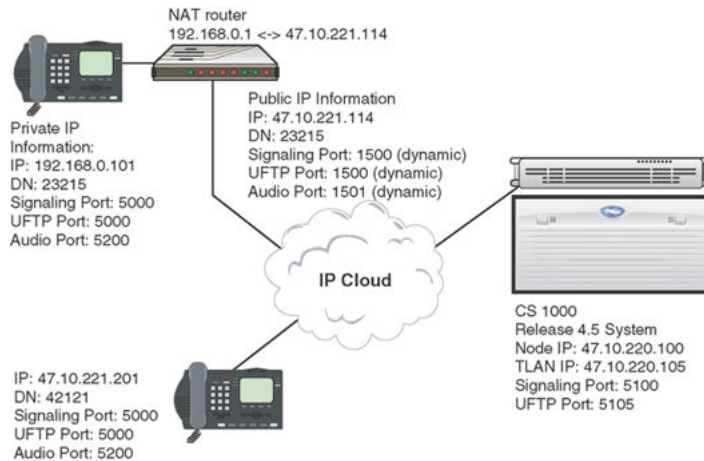 NAT router
192.168.0.1 <-> 47.10.221.114
Private IP
Information:
IP: 192.168.0.101
DN: 23215
Signaling Port: 5000
UFTP Port: 5000
Audio Port: 5200
Public IP Information
IP: 47.10.221.114
DN: 23215
Signaling Port: 1500 (dynamic)
UFTP Port: 1500 (dynamic)
Audio Port: 1501 (dynamic)
IP Cloud
CS 1000
Release 4.5 System
Node IP: 47.10.220.100
TLAN IP: 47.10.220.105
Signaling Port: 5100
UFTP Port: 5105
IP: 47.10.221.201
DN: 42121
Signaling Port: 5000
UFTP Port: 5000
Audio Port: 5200